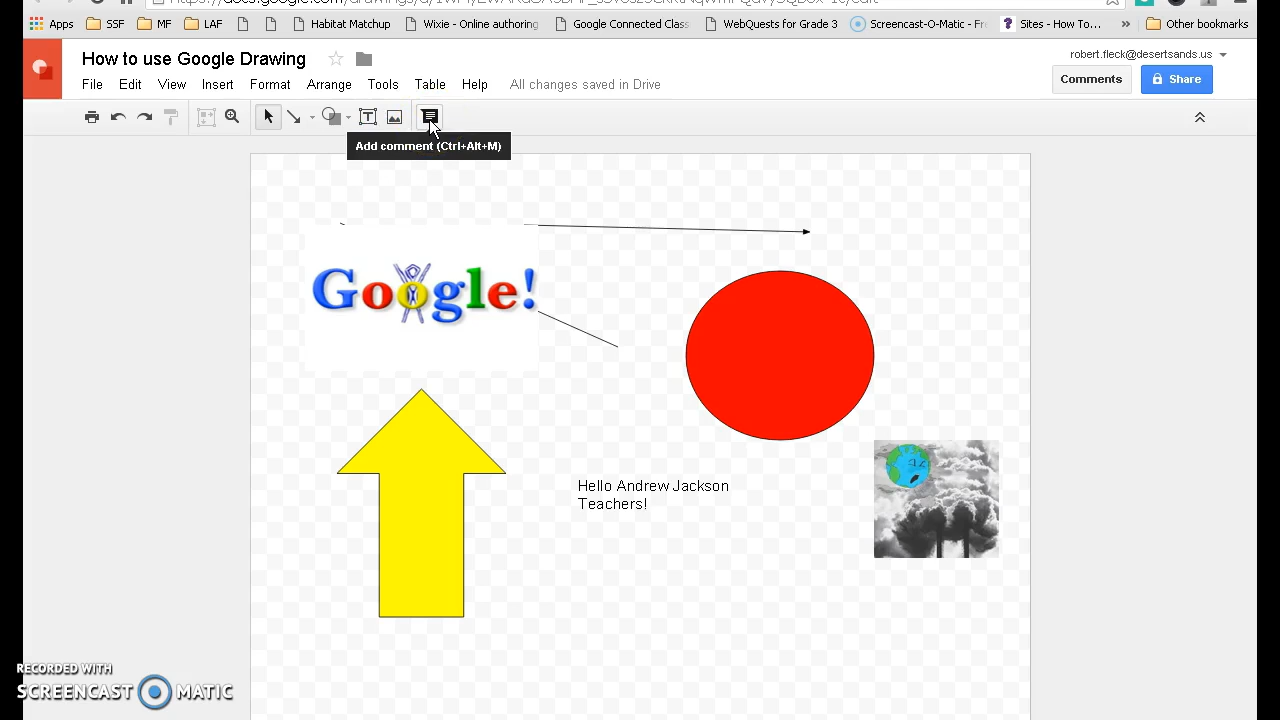 Apps SSF MF LAF Habitat Matchup Wixie - Online authoring Google Connected Class WebQuests for Grade 3 Screencast-O-Matic - Fre Sites - How To... » Other bookmarks
How to use Google Drawing
robert.fleck@desertsands.us
File Edit View Insert Format Arrange Tools Table Help All changes saved in Drive
Comments Share
Add comment (Ctrl+Alt+M)
Google!
Hello Andrew Jackson
Teachers!
RECORDED WITH
SCREENCAST MATIC